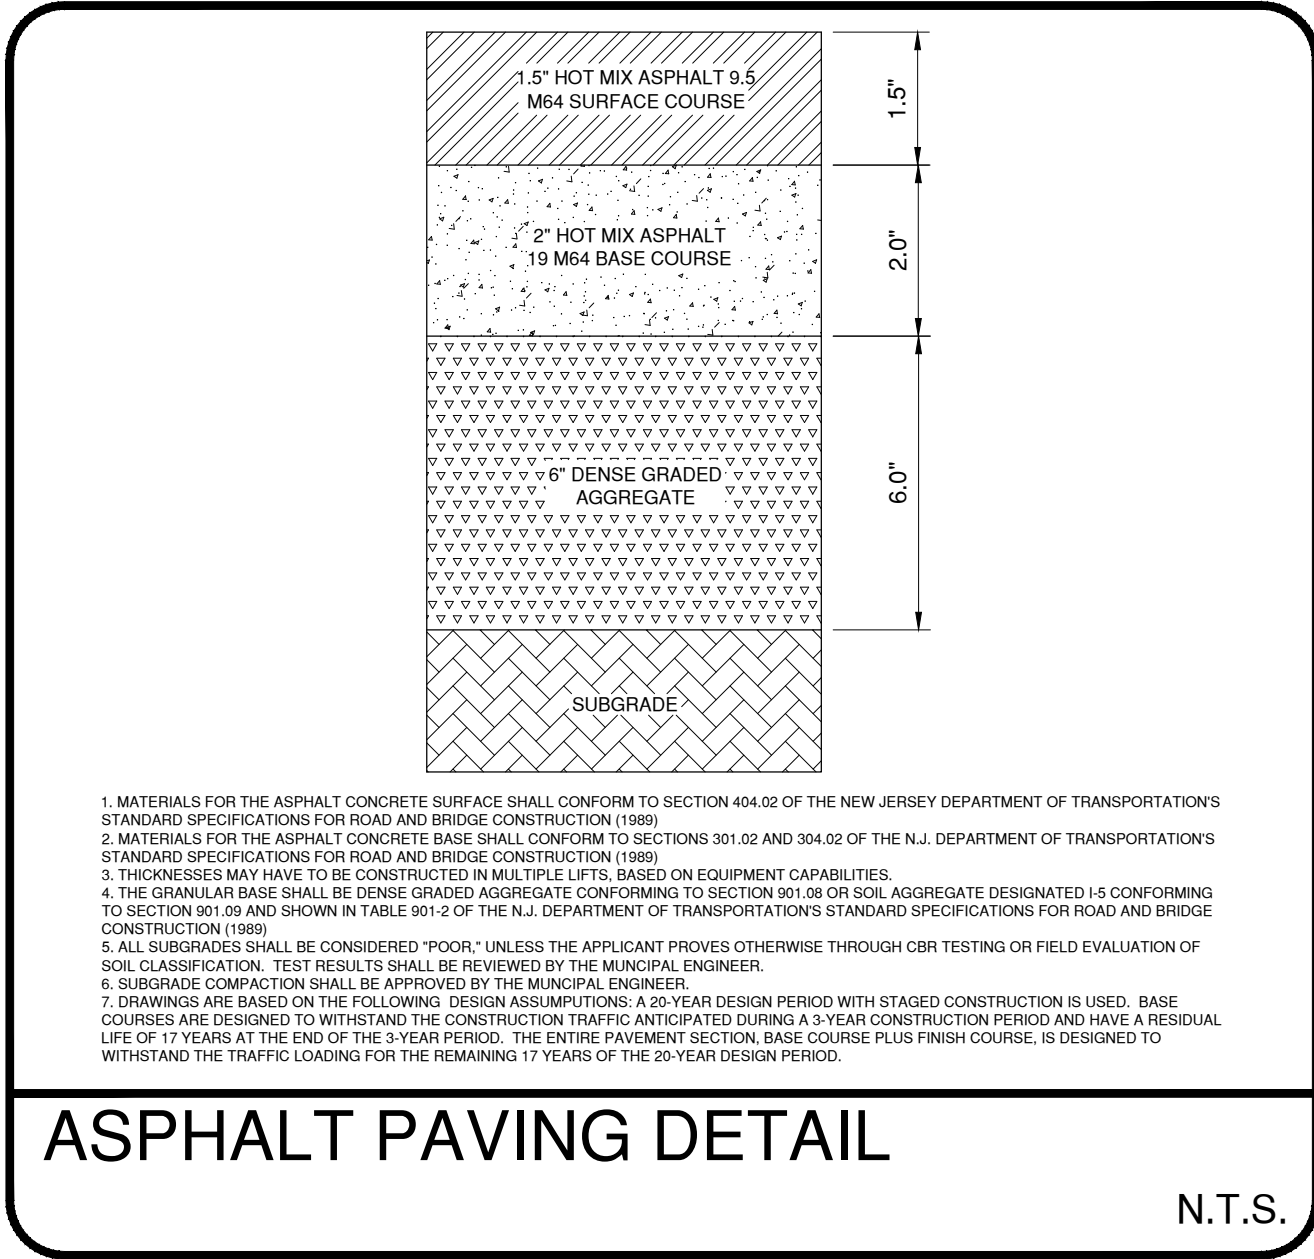 1.5" HOT MIX ASPHALT 9.5
M64 SURFACE COURSE
1.5"
2" HOT MIX ASPHALT
19 M64 BASE COURSE
2.0"
6" DENSE GRADED
AGGREGATE
6.0"
SUBGRADE
1. MATERIALS FOR THE ASPHALT CONCRETE SURFACE SHALL CONFORM TO SECTION 404.02 OF THE NEW JERSEY DEPARTMENT OF TRANSPORTATION'S
STANDARD SPECIFICATIONS FOR ROAD AND BRIDGE CONSTRUCTION (1989)
2. MATERIALS FOR THE ASPHALT CONCRETE BASE SHALL CONFORM TO SECTIONS 301.02 AND 304.02 OF THE N.J. DEPARTMENT OF TRANSPORTATION'S
STANDARD SPECIFICATIONS FOR ROAD AND BRIDGE CONSTRUCTION (1989)
3. THICKNESSES MAY HAVE TO BE CONSTRUCTED IN MULTIPLE LIFTS, BASED ON EQUIPMENT CAPABILITIES.
4. THE GRANULAR BASE SHALL BE DENSE GRADED AGGREGATE CONFORMING TO SECTION 901.08 OR SOIL AGGREGATE DESIGNATED I-5 CONFORMING
TO SECTION 901.09 AND SHOWN IN TABLE 901-2 OF THE N.J. DEPARTMENT OF TRANSPORTATION'S STANDARD SPECIFICATIONS FOR ROAD AND BRIDGE
CONSTRUCTION (1989)
5. ALL SUBGRADES SHALL BE CONSIDERED "POOR," UNLESS THE APPLICANT PROVES OTHERWISE THROUGH CBR TESTING OR FIELD EVALUATION OF
SOIL CLASSIFICATION. TEST RESULTS SHALL BE REVIEWED BY THE MUNCIPAL ENGINEER.
6. SUBGRADE COMPACTION SHALL BE APPROVED BY THE MUNCIPAL ENGINEER.
7. DRAWINGS ARE BASED ON THE FOLLOWING DESIGN ASSUMPUTIONS: A 20-YEAR DESIGN PERIOD WITH STAGED CONSTRUCTION IS USED. BASE
COURSES ARE DESIGNED TO WITHSTAND THE CONSTRUCTION TRAFFIC ANTICIPATED DURING A 3-YEAR CONSTRUCTION PERIOD AND HAVE A RESIDUAL
LIFE OF 17 YEARS AT THE END OF THE 3-YEAR PERIOD. THE ENTIRE PAVEMENT SECTION, BASE COURSE PLUS FINISH COURSE, IS DESIGNED TO
WITHSTAND THE TRAFFIC LOADING FOR THE REMAINING 17 YEARS OF THE 20-YEAR DESIGN PERIOD.
ASPHALT PAVING DETAIL
N.T.S.